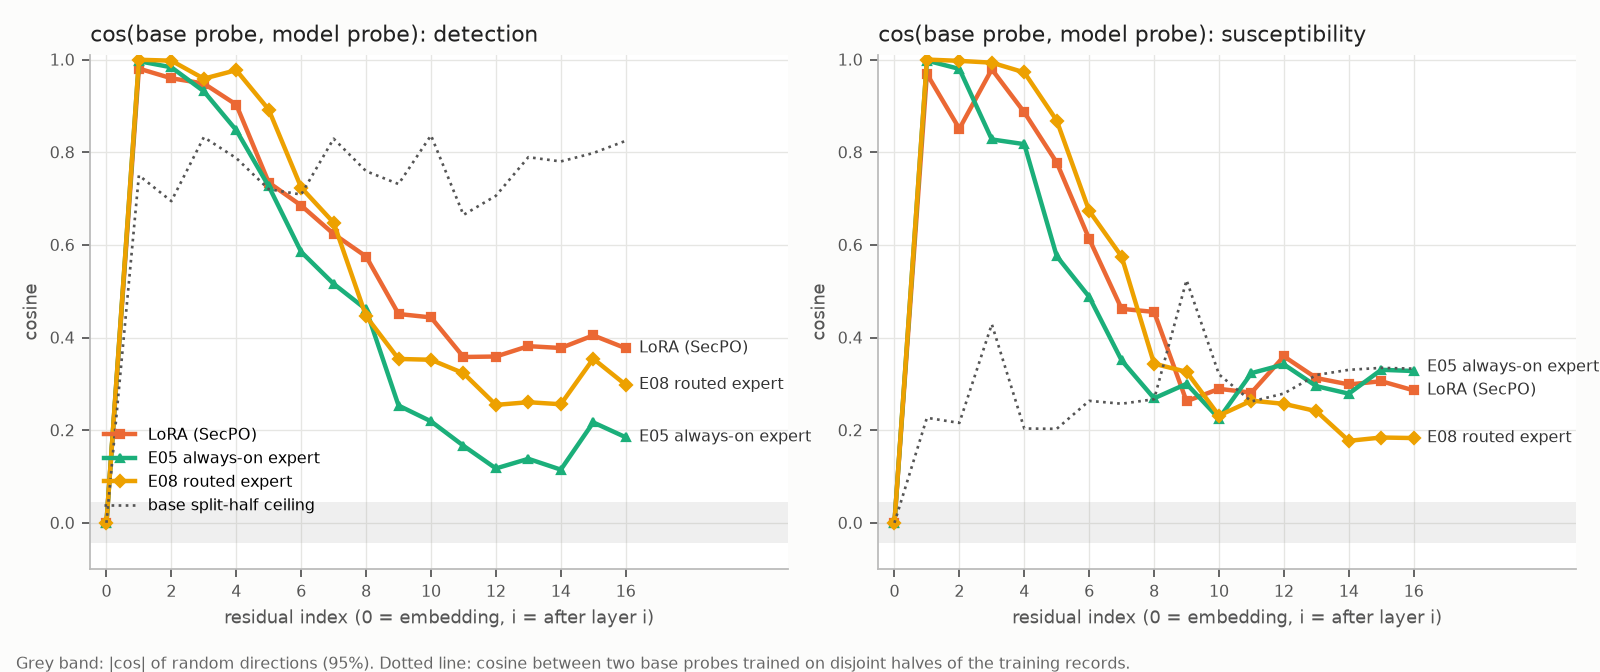 cos(base probe, model probe): detection
1.0
0.8
0.6
0.4
0.2
0.0
cosine
LoRA (SecPO)
E08 routed expert
E05 always-on expert
LoRA (SecPO)
E05 always-on expert
E08 routed expert
base split-half ceiling
0 2 4 6 8 10 12 14 16
residual index (0 = embedding, i = after layer i)
cos(base probe, model probe): susceptibility
1.0
0.8
0.6
0.4
0.2
0.0
cosine
E05 always-on expert
LoRA (SecPO)
E08 routed expert
0 2 4 6 8 10 12 14 16
residual index (0 = embedding, i = after layer i)
Grey band: |cos| of random directions (95%). Dotted line: cosine between two base probes trained on disjoint halves of the training records.